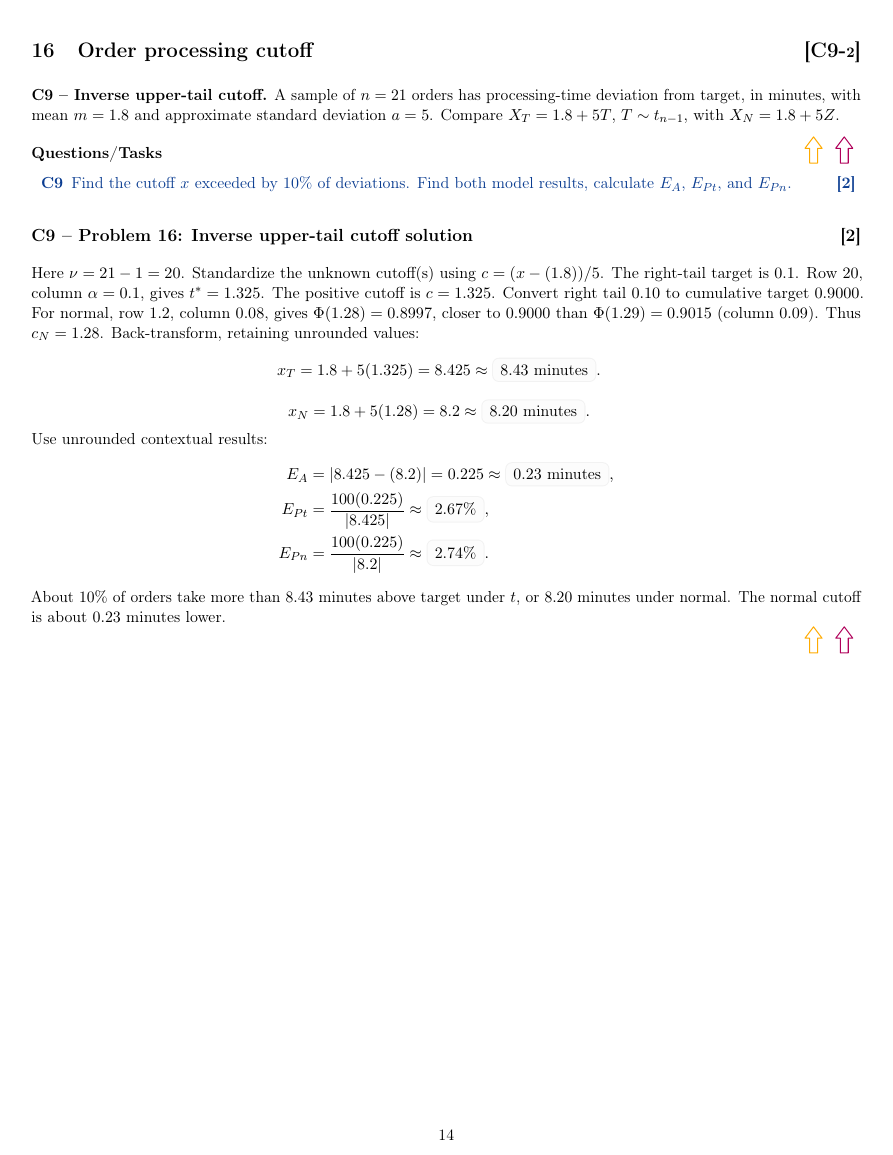 16 Order processing cutoff [C9-2]
C9 – Inverse upper-tail cutoff. A sample of n = 21 orders has processing-time deviation from target, in minutes, with
mean m = 1.8 and approximate standard deviation a = 5. Compare X_T = 1.8 + 5T, T ∼ t_{n−1}, with X_N = 1.8 + 5Z.
Questions/Tasks
C9 Find the cutoff x exceeded by 10% of deviations. Find both model results, calculate E_A, E_{Pt}, and E_{Pn}. [2]
C9 – Problem 16: Inverse upper-tail cutoff solution [2]
Here ν = 21 − 1 = 20. Standardize the unknown cutoff(s) using c = (x − (1.8))/5. The right-tail target is 0.1. Row 20,
column α = 0.1, gives t* = 1.325. The positive cutoff is c = 1.325. Convert right tail 0.10 to cumulative target 0.9000.
For normal, row 1.2, column 0.08, gives Φ(1.28) = 0.8997, closer to 0.9000 than Φ(1.29) = 0.9015 (column 0.09). Thus
c_N = 1.28. Back-transform, retaining unrounded values:
x_T = 1.8 + 5(1.325) = 8.425 ≈ 8.43 minutes .
x_N = 1.8 + 5(1.28) = 8.2 ≈ 8.20 minutes .
Use unrounded contextual results:
E_A = |8.425 − (8.2)| = 0.225 ≈ 0.23 minutes ,
E_{Pt} = 100(0.225) / |8.425| ≈ 2.67% ,
E_{Pn} = 100(0.225) / |8.2| ≈ 2.74% .
About 10% of orders take more than 8.43 minutes above target under t, or 8.20 minutes under normal. The normal cutoff
is about 0.23 minutes lower.
14